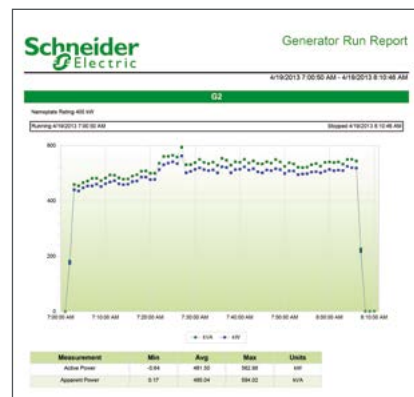 Schneider
Electric
Generator Run Report
4/19/2013 7:00:50 AM - 4/19/2013 8:10:46 AM
G2
Nameplate Rating 400 kW
Running 4/19/2013 7:00:50 AM Stopped 4/19/2013 8:10:46 AM
600
400
200
0
7:00:00 AM 7:10:00 AM 7:20:00 AM 7:30:00 AM 7:40:00 AM 7:50:00 AM 8:00:00 AM 8:10:00 AM
kVA kW
Measurement Min Avg Max Units
Active Power kW
Apparent Power 0.17 kVA